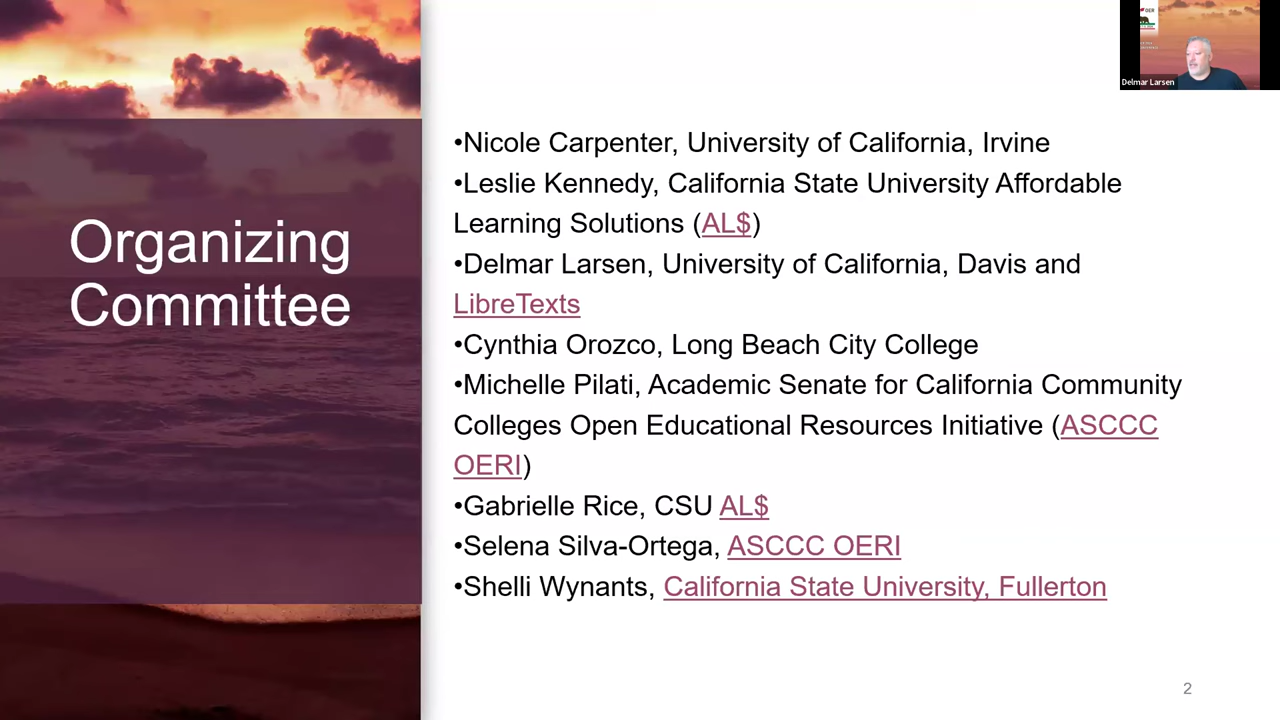 Organizing
Committee
•Nicole Carpenter, University of California, Irvine
•Leslie Kennedy, California State University Affordable
Learning Solutions (AL$)
•Delmar Larsen, University of California, Davis and
LibreTexts
•Cynthia Orozco, Long Beach City College
•Michelle Pilati, Academic Senate for California Community
Colleges Open Educational Resources Initiative (ASCCC
OERI)
•Gabrielle Rice, CSU AL$
•Selena Silva-Ortega, ASCCC OERI
•Shelli Wynants, California State University, Fullerton
2
Delmar Larsen